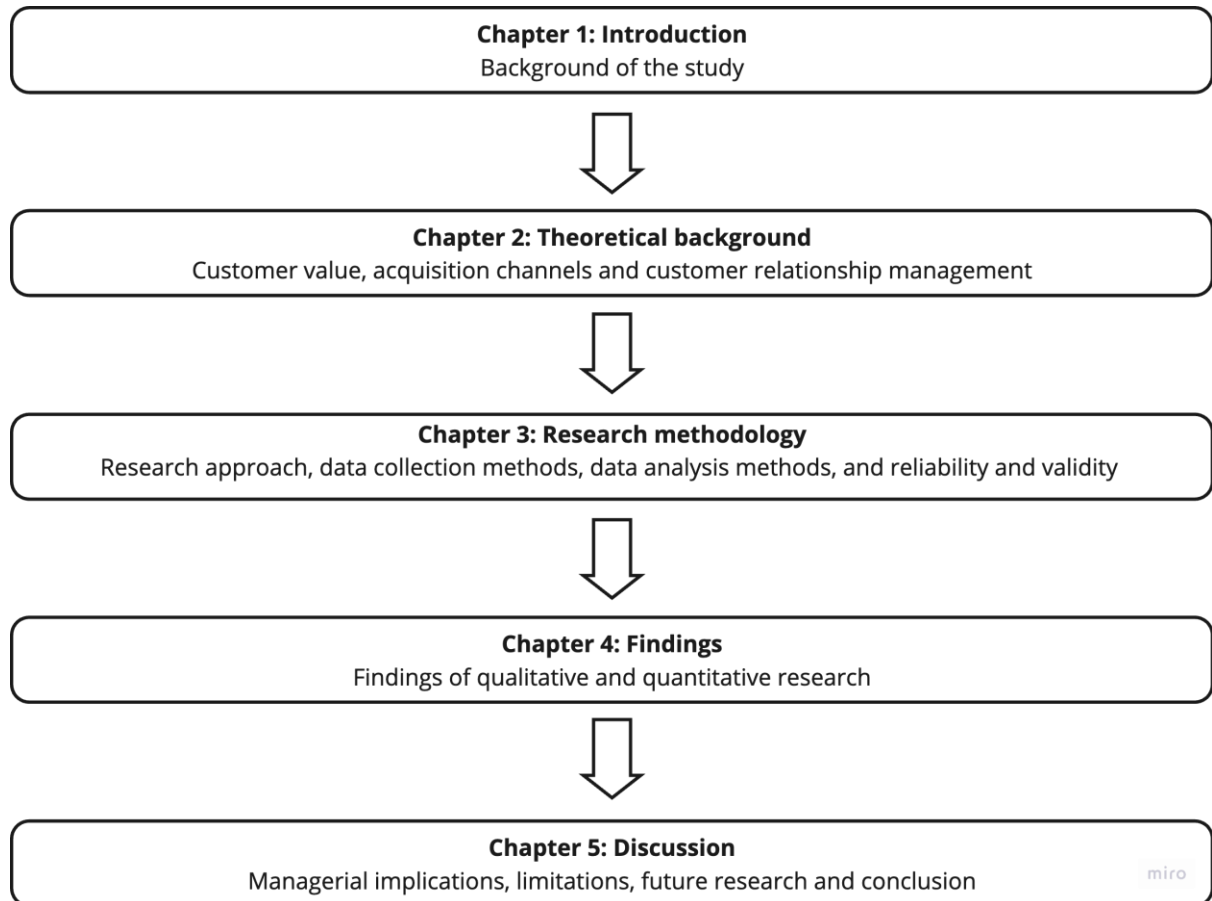 Chapter 1: Introduction
Background of the study
Chapter 2: Theoretical background
Customer value, acquisition channels and customer relationship management
Chapter 3: Research methodology
Research approach, data collection methods, data analysis methods, and reliability and validity
Chapter 4: Findings
Findings of qualitative and quantitative research
Chapter 5: Discussion
Managerial implications, limitations, future research and conclusion
miro